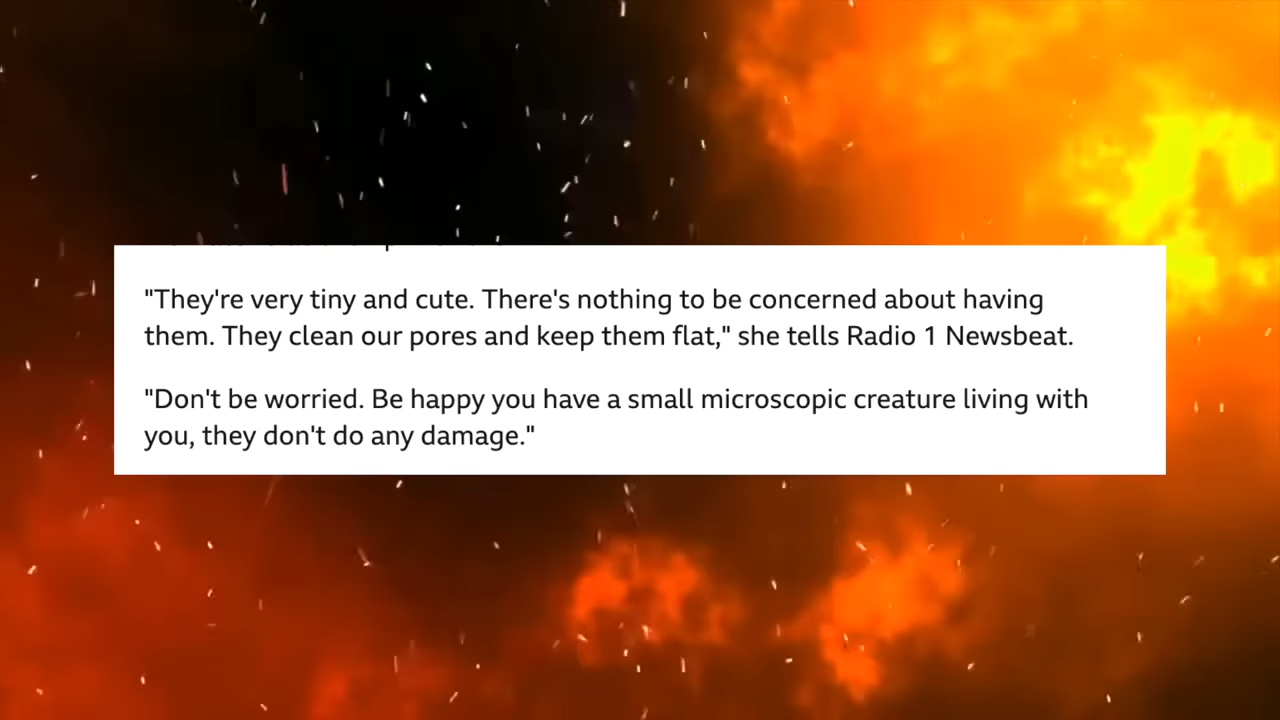 "They're very tiny and cute. There's nothing to be concerned about having
them. They clean our pores and keep them flat," she tells Radio 1 Newsbeat.
"Don't be worried. Be happy you have a small microscopic creature living with
you, they don't do any damage."